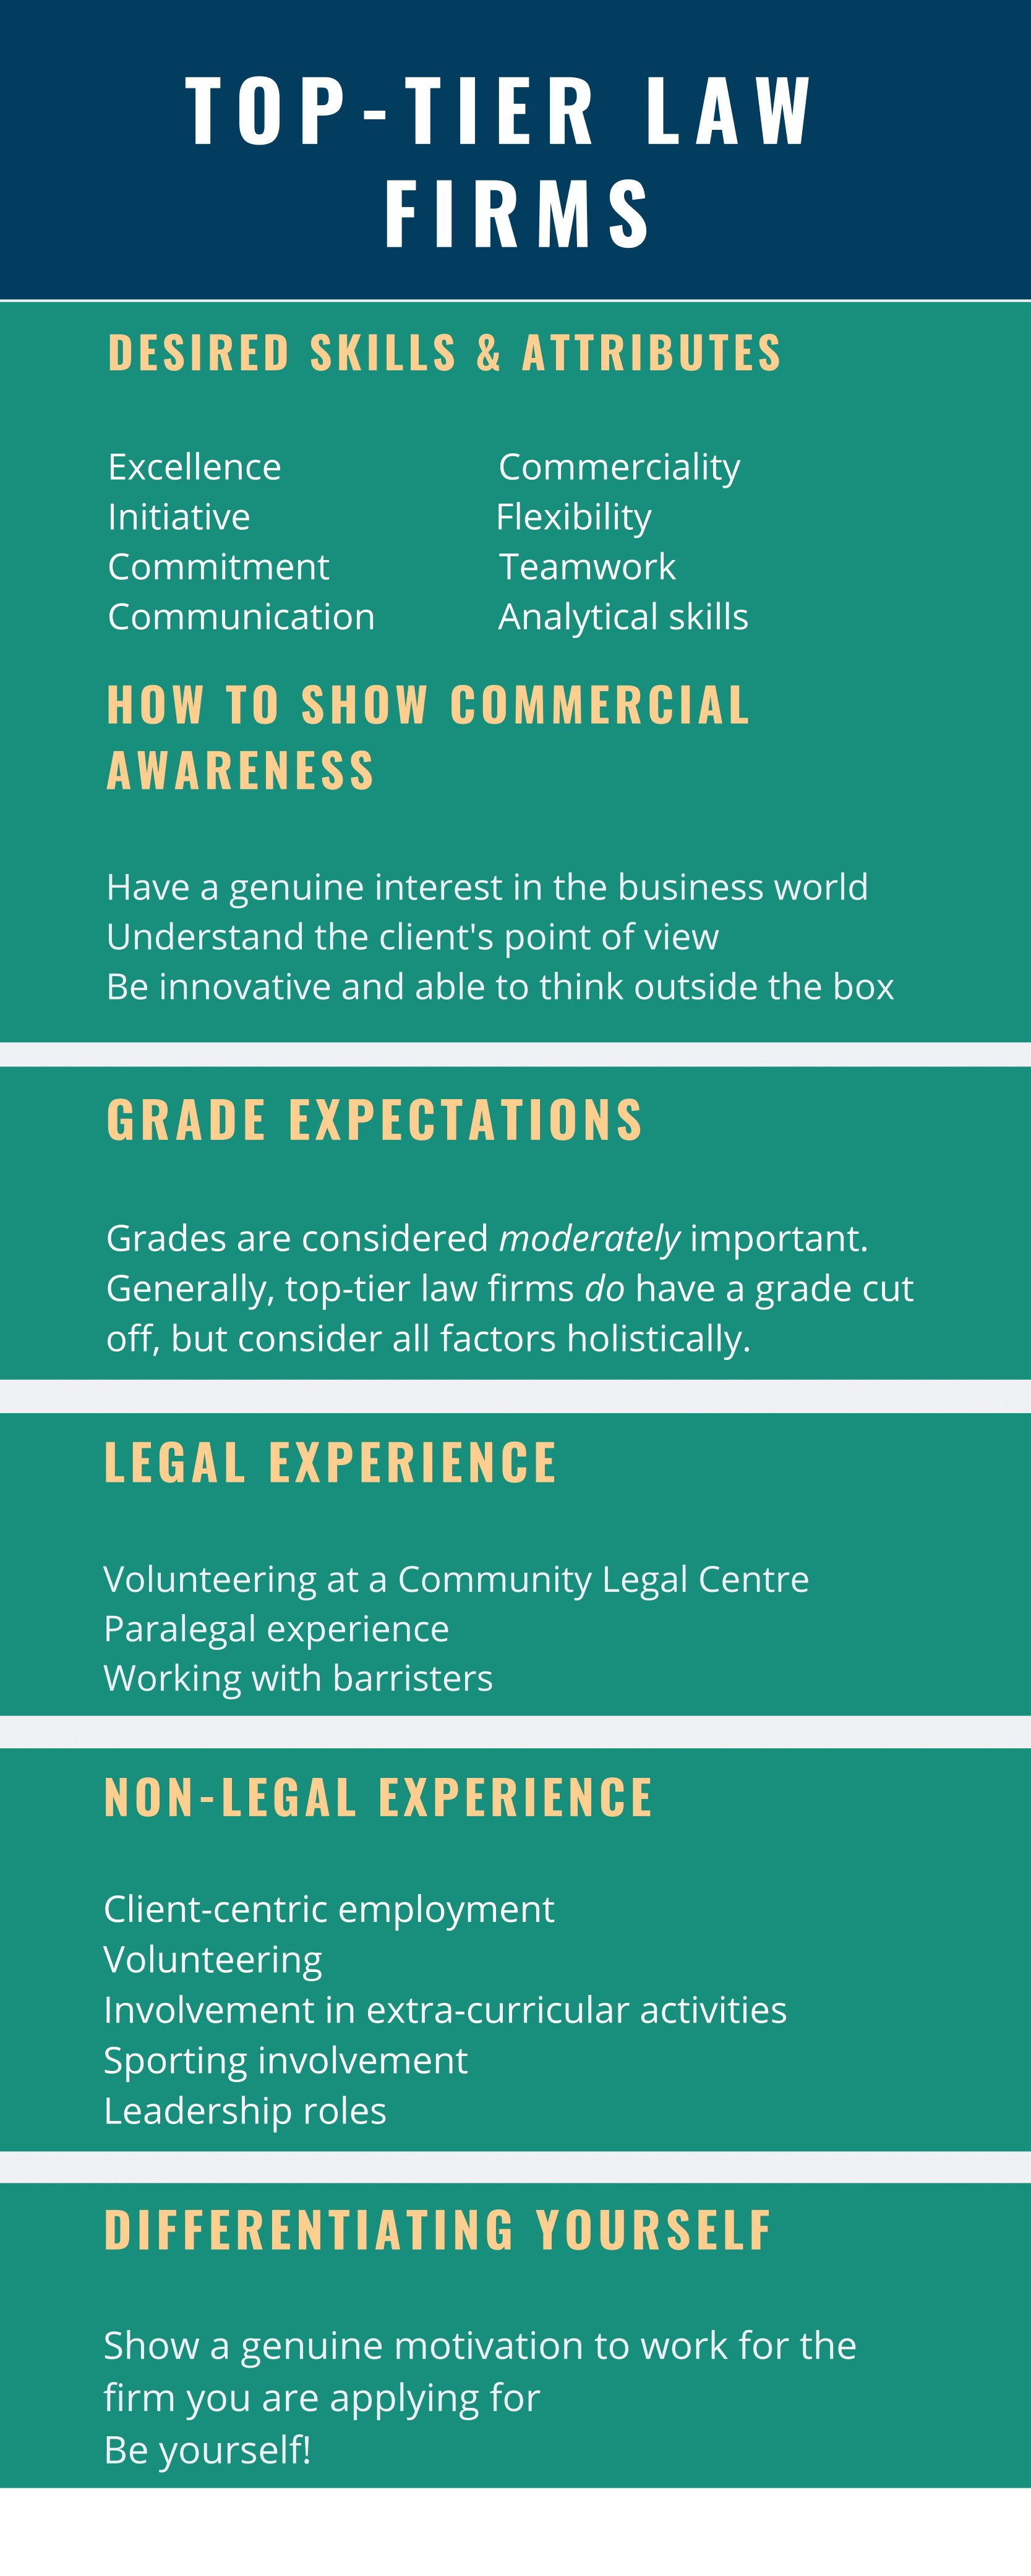 TOP-TIER LAW
FIRMS
DESIRED SKILLS & ATTRIBUTES
Excellence
Initiative
Commitment
Communication
Commerciality
Flexibility
Teamwork
Analytical skills
HOW TO SHOW COMMERCIAL
AWARENESS
Have a genuine interest in the business world
Understand the client's point of view
Be innovative and able to think outside the box
GRADE EXPECTATIONS
Grades are considered moderately important.
Generally, top-tier law firms do have a grade cut
off, but consider all factors holistically.
LEGAL EXPERIENCE
Volunteering at a Community Legal Centre
Paralegal experience
Working with barristers
NON-LEGAL EXPERIENCE
Client-centric employment
Volunteering
Involvement in extra-curricular activities
Sporting involvement
Leadership roles
DIFFERENTIATING YOURSELF
Show a genuine motivation to work for the
firm you are applying for
Be yourself!